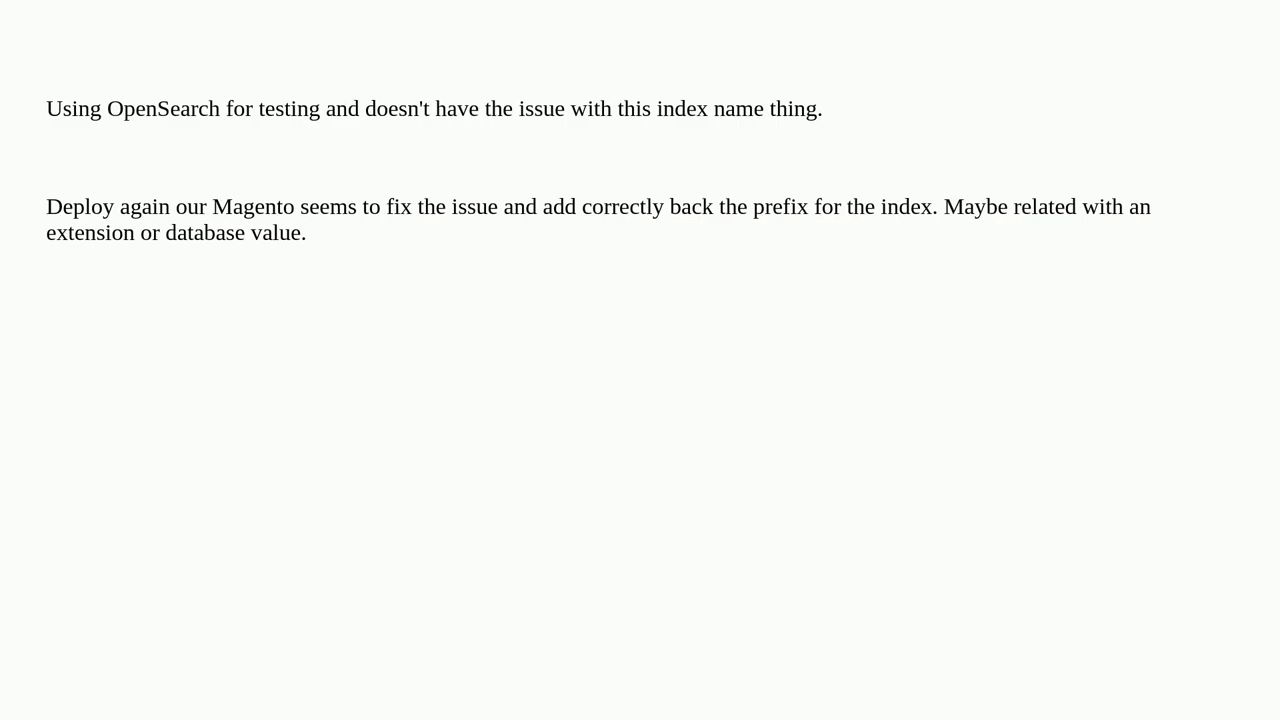 Using OpenSearch for testing and doesn't have the issue with this index name thing.
Deploy again our Magento seems to fix the issue and add correctly back the prefix for the index. Maybe related with an
extension or database value.